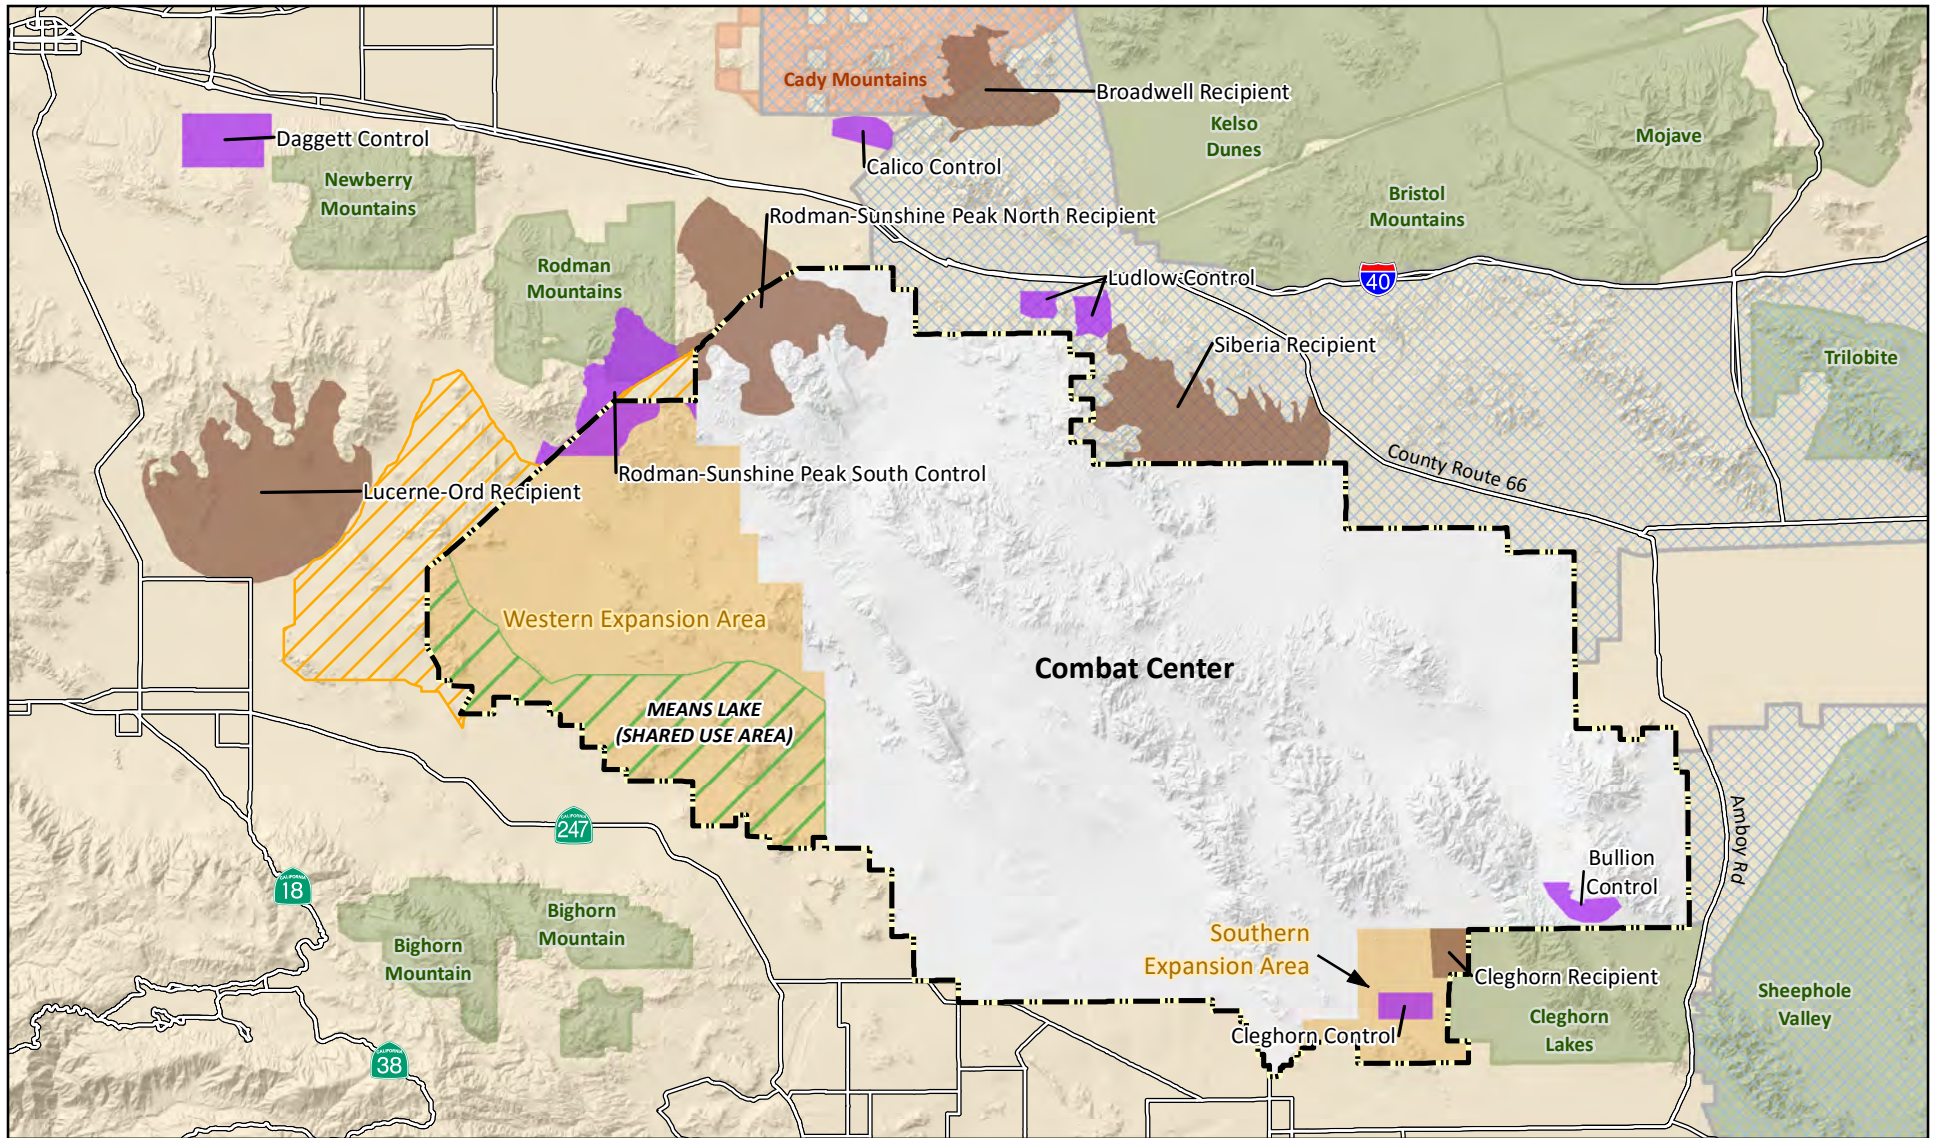 Cady Mountains
Broadwell Recipient
Kelso
Dunes
Mojave
Daggett Control
Calico Control
Newberry
Mountains
Bristol
Mountains
Rodman-Sunshine Peak North Recipient
Rodman
Mountains
Ludlow Control
40
Siberia Recipient
Trilobite
County Route 66
Lucerne-Ord Recipient
Rodman-Sunshine Peak South Control
Western Expansion Area
Combat Center
MEANS LAKE
(SHARED USE AREA)
CALIFORNIA
247
Amboy Rd
CALIFORNIA
18
Bullion
Control
Bighorn
Mountain
Bighorn
Mountain
Southern
Expansion Area
Cleghorn Recipient
Sheephole
Valley
Cleghorn
Lakes
Cleghorn Control
CALIFORNIA
38